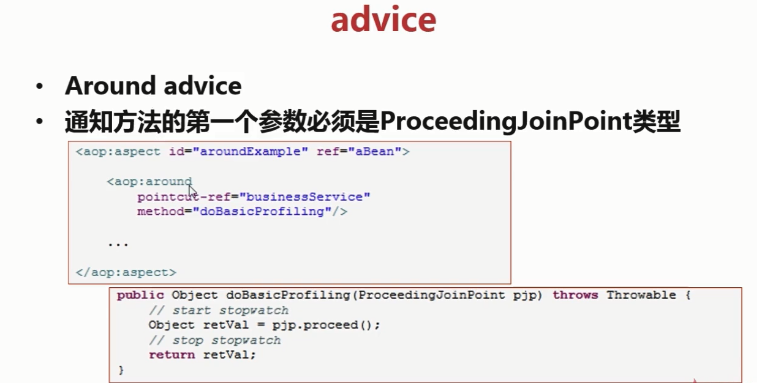 advice
• Around advice
• 通知方法的第一个参数必须是ProceedingJoinPoint类型
<aop:aspect id="aroundExample" ref="aBean">
<aop:around
pointcut-ref="businessService"
method="doBasicProfiling"/>
...
</aop:aspect>
public Object doBasicProfiling(ProceedingJoinPoint pjp) throws Throwable {
// start stopwatch
Object retVal = pjp.proceed();
// stop stopwatch
return retVal;
}